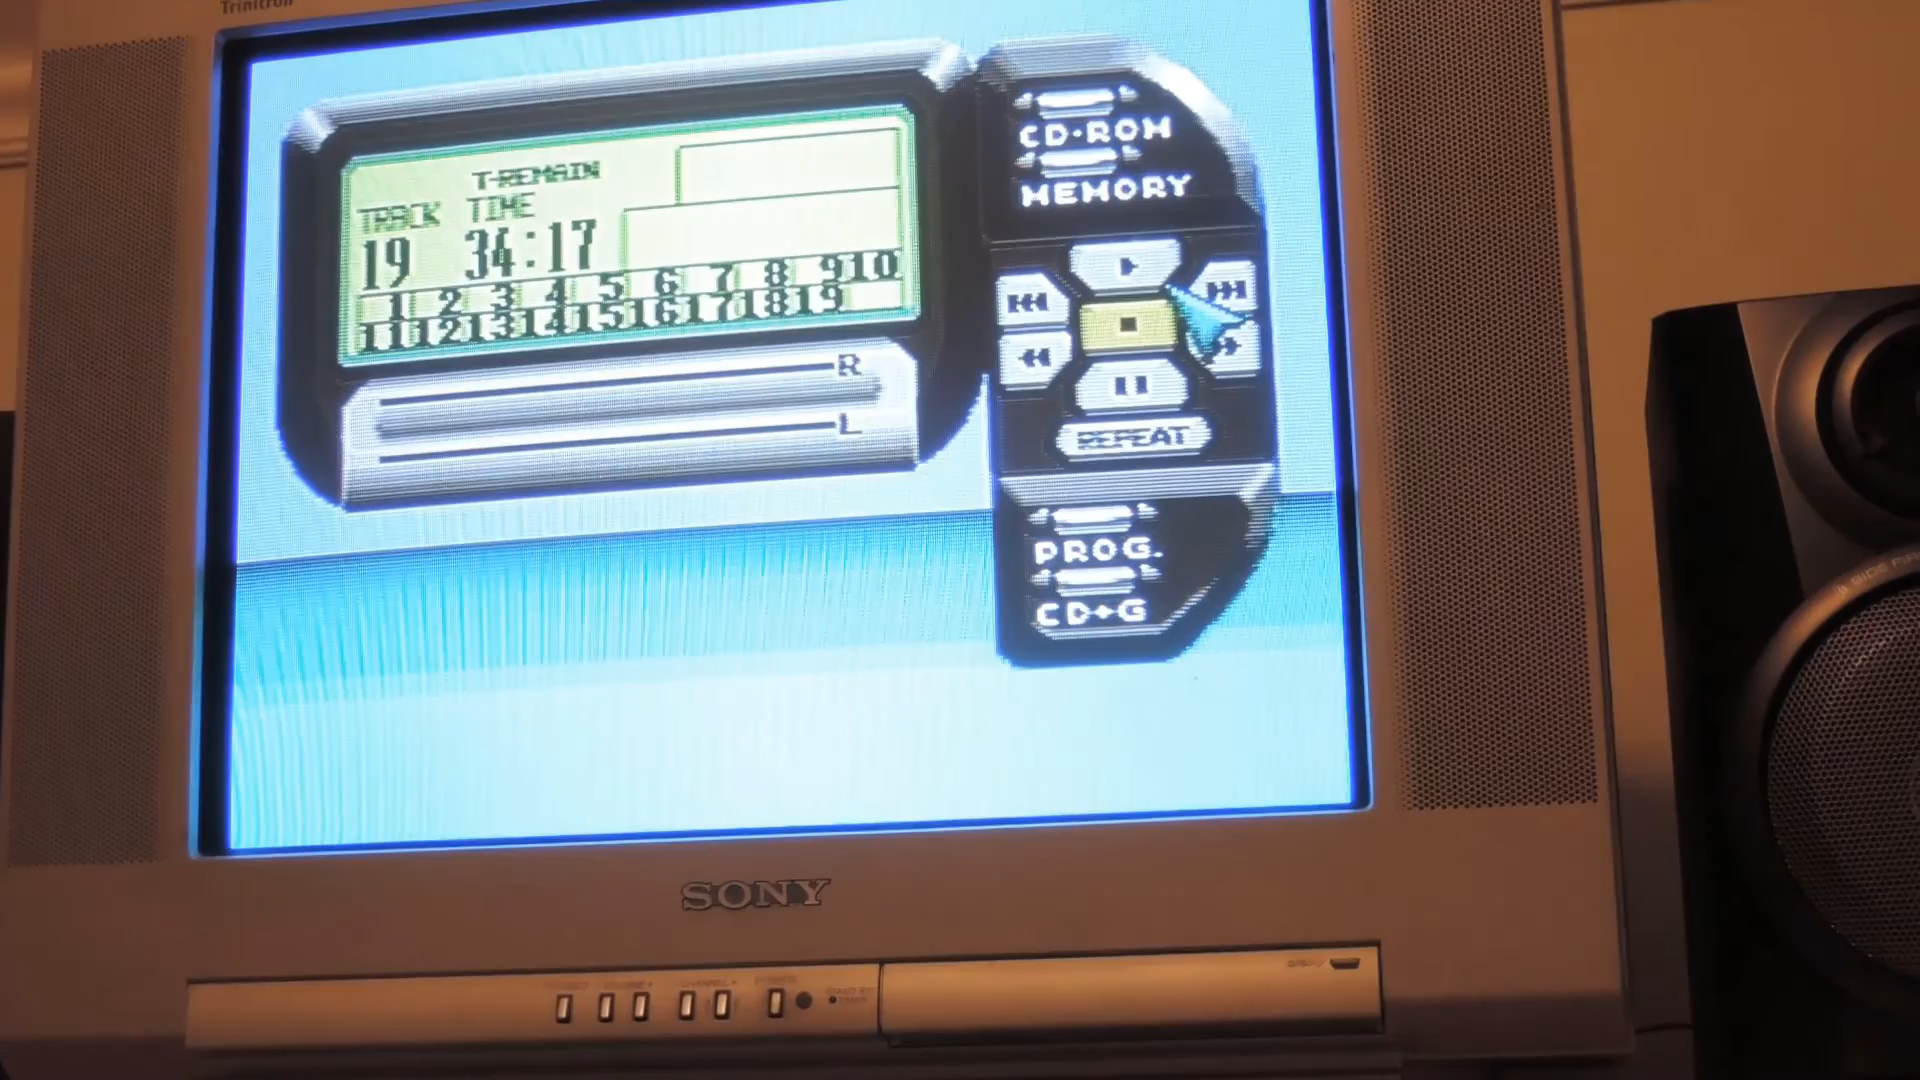 Trinitron
T-REMAIN
TRACK TIME
19 34:17
1 2 3 4 5 6 7 8 9 10
11 12 13 14 15 16 17 18 19
R
L
CD-ROM
MEMORY
REPEAT
PROG.
CD+G
SONY